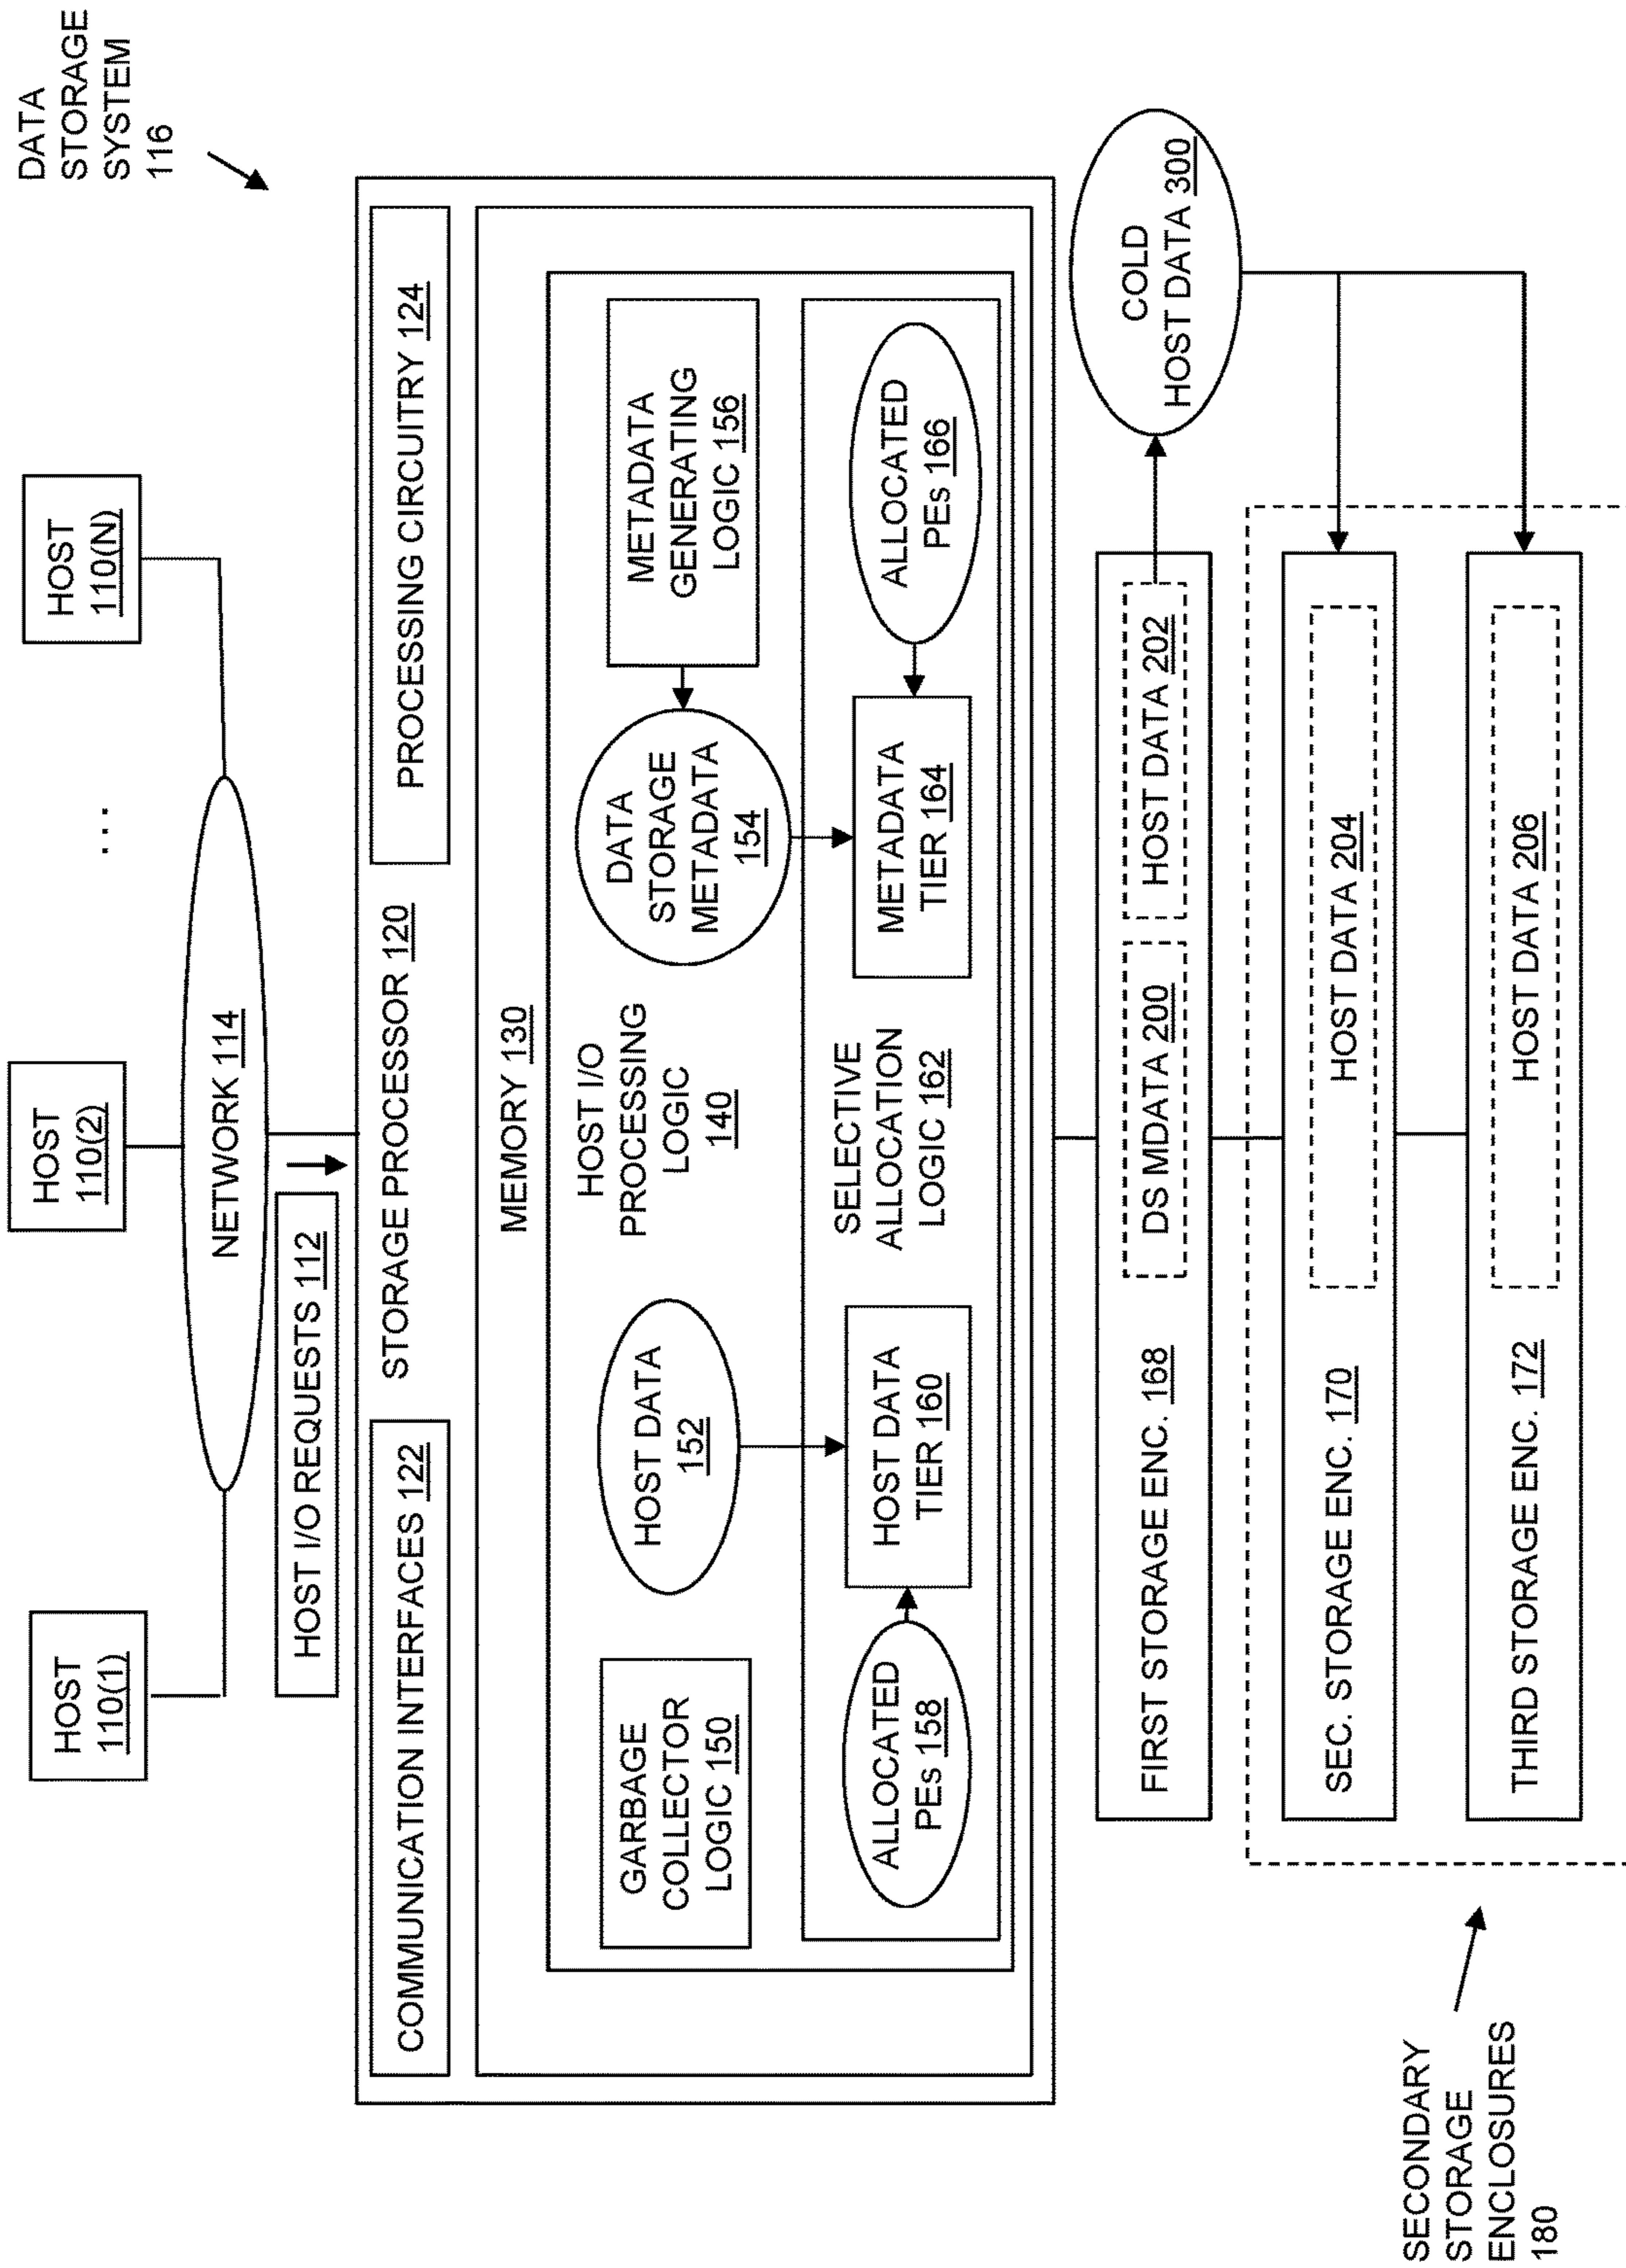 DATA
STORAGE
SYSTEM
116
HOST
110(1)
HOST
110(2)
...
HOST
110(N)
NETWORK 114
HOST I/O REQUESTS 112
COMMUNICATION INTERFACES 122
STORAGE PROCESSOR 120
PROCESSING CIRCUITRY 124
MEMORY 130
HOST I/O
PROCESSING
LOGIC
140
GARBAGE
COLLECTOR
LOGIC 150
HOST DATA
152
DATA
STORAGE
METADATA
154
METADATA
GENERATING
LOGIC 156
SELECTIVE
ALLOCATION
LOGIC 162
ALLOCATED
PEs 158
HOST DATA
TIER 160
METADATA
TIER 164
ALLOCATED
PEs 166
FIRST STORAGE ENC. 168
DS MDATA 200
HOST DATA 202
COLD
HOST DATA 300
SEC. STORAGE ENC. 170
HOST DATA 204
THIRD STORAGE ENC. 172
HOST DATA 206
SECONDARY
STORAGE
ENCLOSURES
180